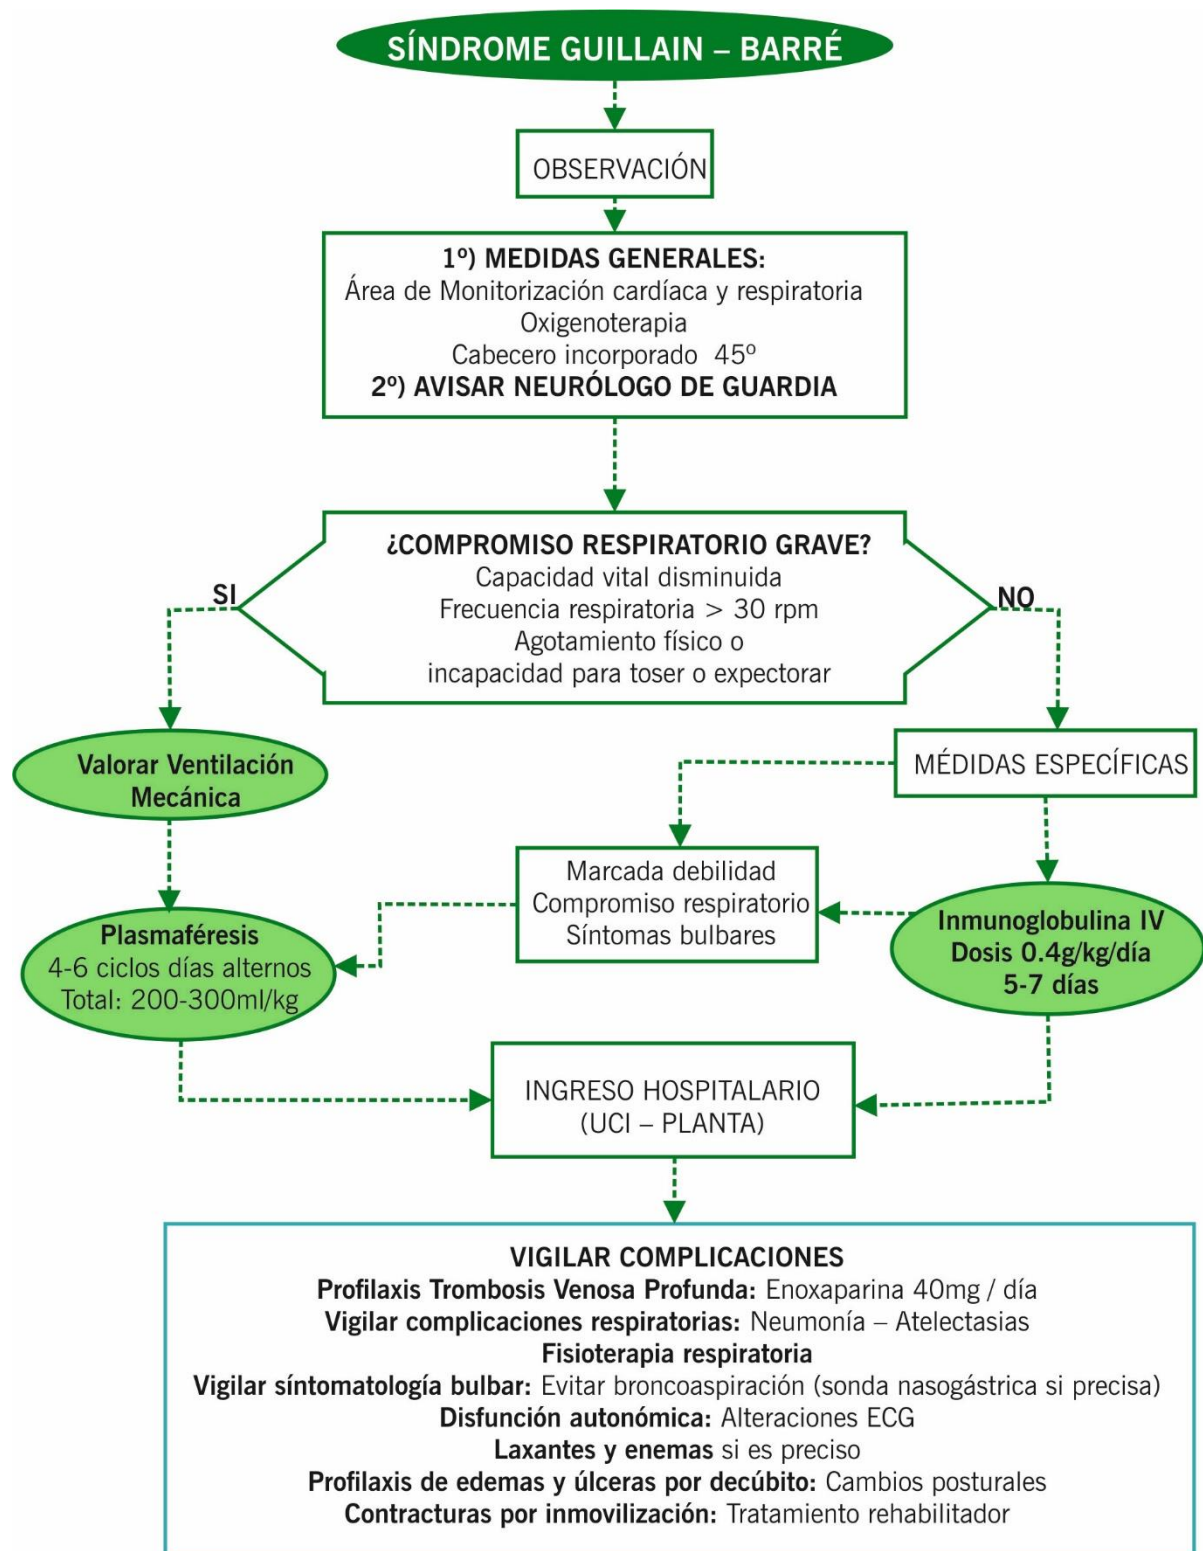 SÍNDROME GUILLAIN – BARRÉ
OBSERVACIÓN
1º) MEDIDAS GENERALES:
Área de Monitorización cardíaca y respiratoria
Oxigenoterapia
Cabecero incorporado 45º
2º) AVISAR NEURÓLOGO DE GUARDIA
¿COMPROMISO RESPIRATORIO GRAVE?
Capacidad vital disminuida
Frecuencia respiratoria > 30 rpm
Agotamiento físico o
incapacidad para toser o expectorar
SI
NO
Valorar Ventilación
Mecánica
MÉDIDAS ESPECÍFICAS
Marcada debilidad
Compromiso respiratorio
Síntomas bulbares
Plasmaféresis
4-6 ciclos días alternos
Total: 200-300ml/kg
Inmunoglobulina IV
Dosis 0.4g/kg/día
5-7 días
INGRESO HOSPITALARIO
(UCI – PLANTA)
VIGILAR COMPLICACIONES
Profilaxis Trombosis Venosa Profunda: Enoxaparina 40mg / día
Vigilar complicaciones respiratorias: Neumonía – Atelectasias
Fisioterapia respiratoria
Vigilar síntomatología bulbar: Evitar broncoaspiración (sonda nasogástrica si precisa)
Disfunción autonómica: Alteraciones ECG
Laxantes y enemas si es preciso
Profilaxis de edemas y úlceras por decúbito: Cambios posturales
Contracturas por inmovilización: Tratamiento rehabilitador